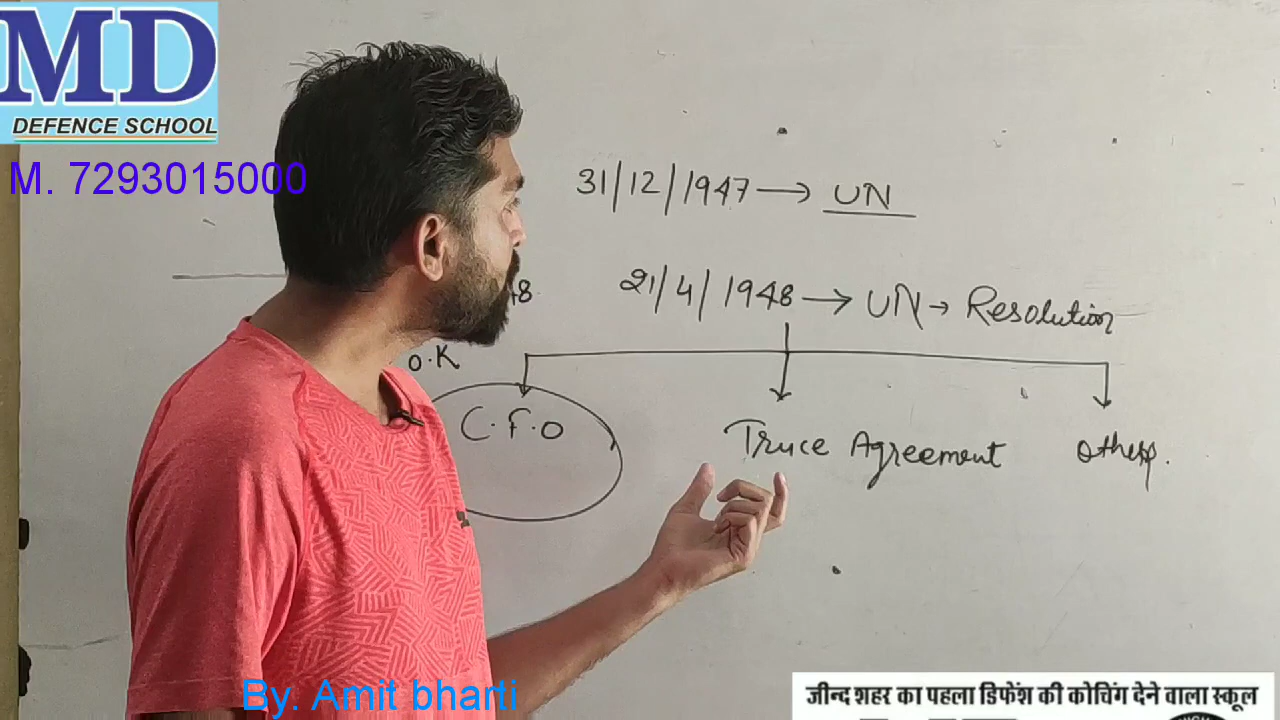 MD
DEFENCE SCHOOL
M. 7293015000
31/12/1947 → UN
21/4/1948 → UN → Resolution
48
O.K
C.F.O
Truce Agreement
Others.
By. Amit bharti
जीन्द शहर का पहला डिफेंश की कोचिंग देने वाला स्कूल